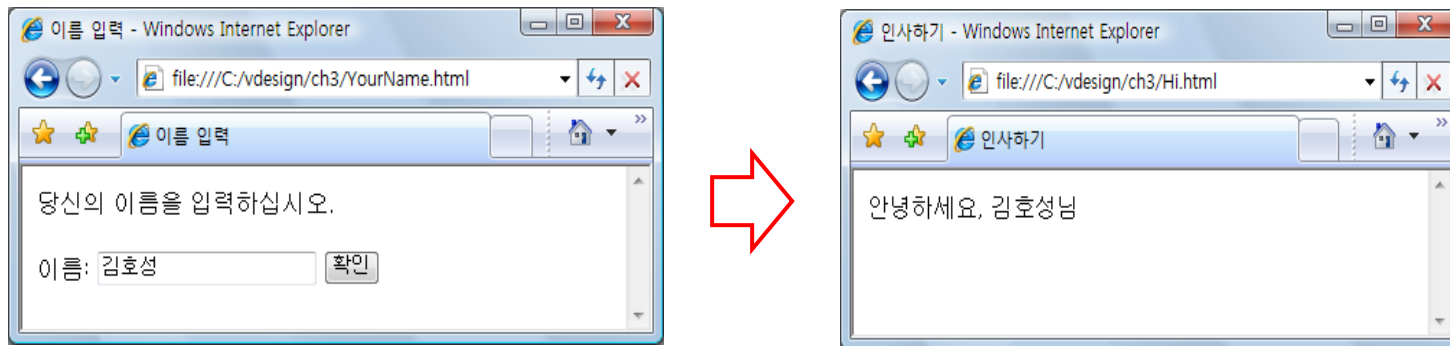 이름 입력 - Windows Internet Explorer
file:///C:/vdesign/ch3/YourName.html
이름 입력
당신의 이름을 입력하십시오.
이름: 김호성 확인
인사하기 - Windows Internet Explorer
file:///C:/vdesign/ch3/Hi.html
인사하기
안녕하세요, 김호성님